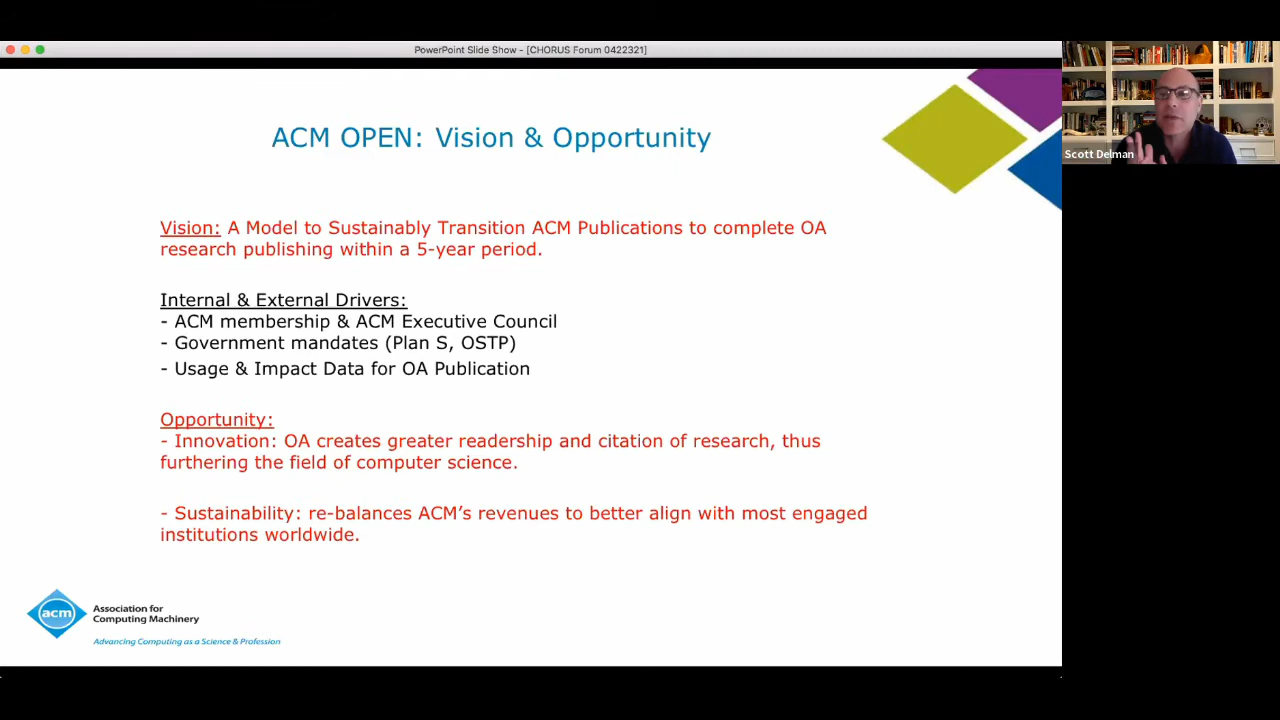 PowerPoint Slide Show - [CHORUS Forum 0422321]
ACM OPEN: Vision & Opportunity
Scott Delman
Vision: A Model to Sustainably Transition ACM Publications to complete OA
research publishing within a 5-year period.
Internal & External Drivers:
- ACM membership & ACM Executive Council
- Government mandates (Plan S, OSTP)
- Usage & Impact Data for OA Publication
Opportunity:
- Innovation: OA creates greater readership and citation of research, thus
furthering the field of computer science.
- Sustainability: re-balances ACM's revenues to better align with most engaged
institutions worldwide.
acm
Association for
Computing Machinery
Advancing Computing as a Science & Profession